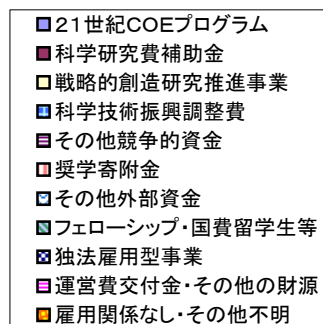 21世紀COEプログラム
科学研究費補助金
戦略的創造研究推進事業
科学技術振興調整費
その他競争的資金
奨学寄附金
その他外部資金
フェローシップ・国費留学生等
独法雇用型事業
運営費交付金・その他の財源
雇用関係なし・その他不明